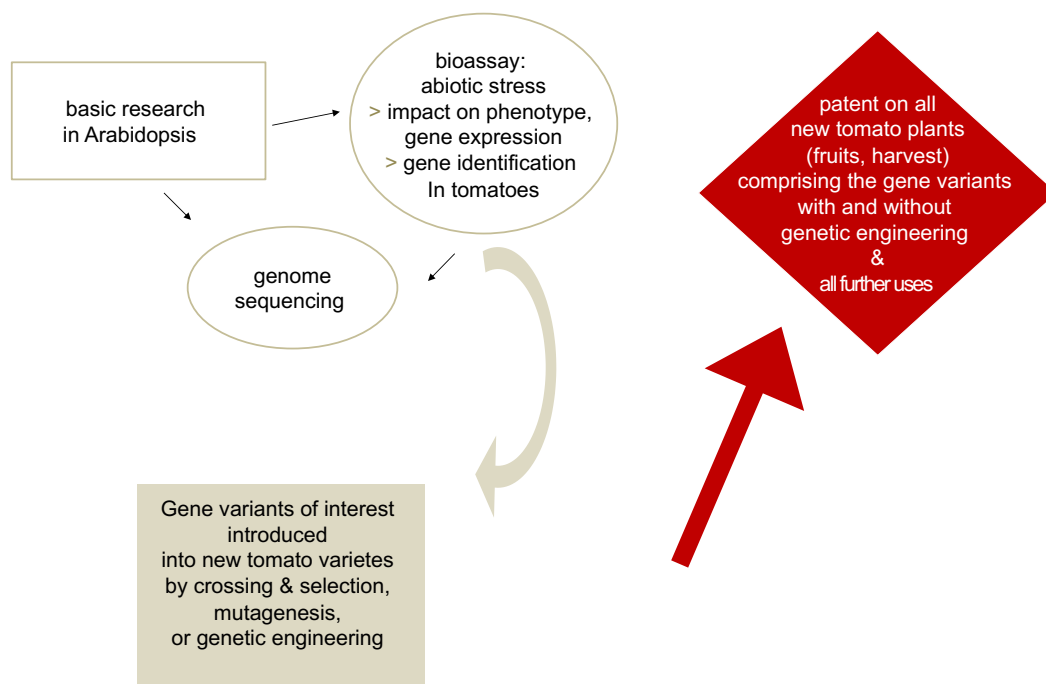 basic research
in Arabidopsis
bioassay:
abiotic stress
> impact on phenotype,
gene expression
> gene identification
In tomatoes
genome
sequencing
patent on all
new tomato plants
(fruits, harvest)
comprising the gene variants
with and without
genetic engineering
&
all further uses
Gene variants of interest
introduced
into new tomato varietes
by crossing & selection,
mutagenesis,
or genetic engineering